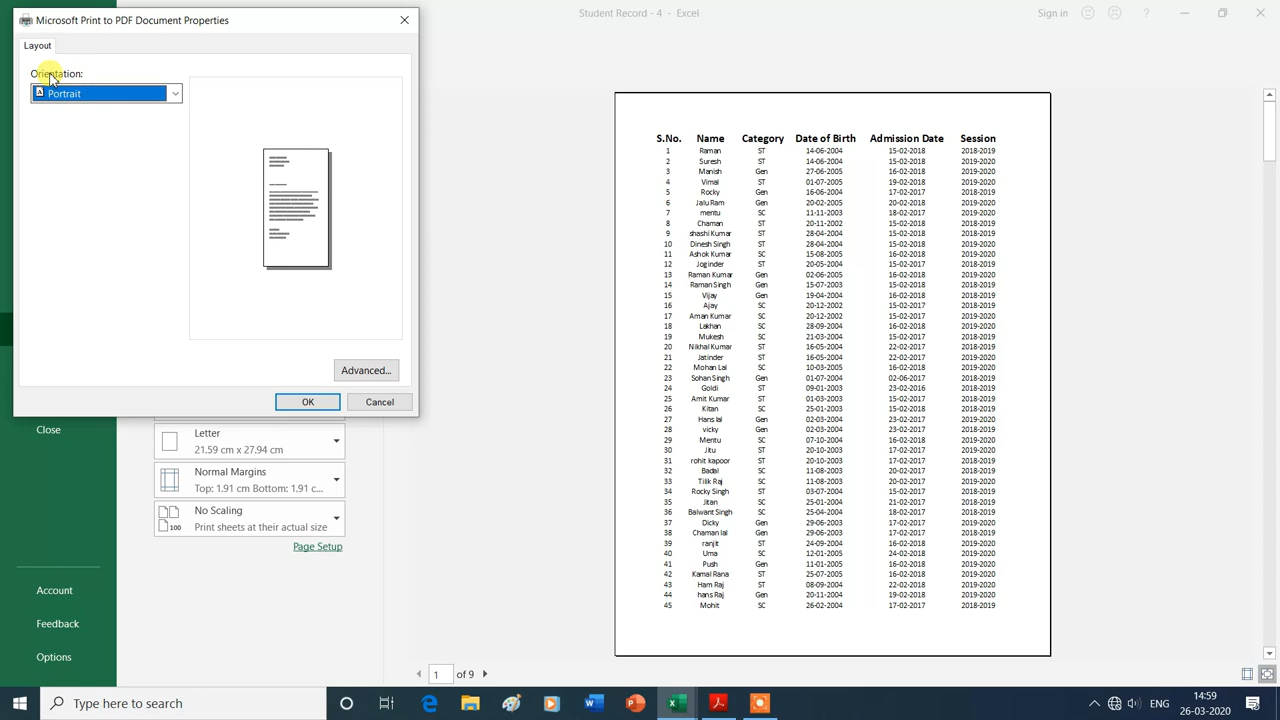 Microsoft Print to PDF Document Properties
Student Record - 4 - Excel
Sign in
?
Layout
Orientation:
Portrait
Advanced...
OK
Cancel
Close
Letter
21.59 cm x 27.94 cm
Normal Margins
Top: 1.91 cm Bottom: 1.91 c...
No Scaling
100 Print sheets at their actual size
Page Setup
Account
Feedback
Options
S.No. Name Category Date of Birth Admission Date Session
1 Raman ST 14-06-2004 15-02-2018 2018-2019
2 Suresh ST 14-06-2004 15-02-2018 2019-2020
3 Manish Gen 27-06-2005 16-02-2018 2019-2020
4 Vimal ST 01-07-2005 19-02-2018 2019-2020
5 Rocky Gen 16-06-2004 17-02-2017 2018-2019
6 Jalu Ram Gen 20-02-2005 20-02-2018 2019-2020
7 mentu SC 11-11-2003 18-02-2017 2019-2020
8 Chaman ST 20-11-2002 15-02-2017 2018-2019
9 shashi Kumar ST 28-04-2004 15-02-2018 2018-2019
10 Dinesh Singh ST 28-04-2004 15-02-2018 2019-2020
11 Ashok Kumar SC 15-08-2005 16-02-2018 2019-2020
12 Joginder ST 20-05-2004 15-02-2017 2018-2019
13 Raman Kumar Gen 02-06-2005 16-02-2018 2019-2020
14 Raman Singh Gen 15-07-2003 15-02-2018 2018-2019
15 Vijay Gen 19-04-2004 16-02-2018 2019-2020
16 Ajay SC 20-12-2002 15-02-2017 2018-2019
17 Aman Kumar SC 20-12-2002 15-02-2017 2019-2020
18 Lakhan SC 28-09-2004 16-02-2018 2019-2020
19 Mukesh SC 21-03-2004 15-02-2017 2018-2019
20 Nikhal Kumar ST 16-05-2004 22-02-2017 2018-2019
21 Jatinder ST 16-05-2004 22-02-2017 2019-2020
22 Mohan Lal SC 10-03-2005 16-02-2018 2019-2020
23 Sohan Singh Gen 01-07-2004 02-06-2017 2018-2019
24 Goldi ST 09-01-2003 23-02-2016 2018-2019
25 Amit Kumar ST 01-03-2003 15-02-2017 2018-2019
26 Kitan SC 25-01-2003 15-02-2018 2018-2019
27 Hans lal Gen 02-03-2004 23-02-2017 2019-2020
28 vicky Gen 02-03-2004 23-02-2017 2018-2019
29 Mentu SC 07-10-2004 16-02-2018 2019-2020
30 Jitu ST 20-10-2003 17-02-2017 2019-2020
31 rohit kapoor ST 20-10-2003 17-02-2017 2018-2019
32 Badal SC 11-08-2003 20-02-2017 2018-2019
33 Tilik Raj SC 11-08-2003 20-02-2017 2019-2020
34 Rocky Singh ST 03-07-2004 15-02-2017 2018-2019
35 Jitan SC 25-01-2004 21-02-2017 2018-2019
36 Balwant Singh SC 25-04-2004 18-02-2017 2019-2020
37 Dicky Gen 29-06-2003 17-02-2017 2019-2020
38 Chaman lal Gen 29-06-2003 17-02-2017 2018-2019
39 ranjit ST 24-09-2004 16-02-2018 2019-2020
40 Uma SC 12-01-2005 24-02-2018 2019-2020
41 Push Gen 11-01-2005 16-02-2018 2019-2020
42 Kamal Rana ST 25-07-2005 16-02-2018 2019-2020
43 Ham Raj ST 08-09-2004 22-02-2018 2019-2020
44 hans Raj Gen 20-11-2004 19-02-2018 2019-2020
45 Mohit SC 26-02-2004 17-02-2017 2018-2019
1 of 9
Type here to search
ENG
14:59
26-03-2020